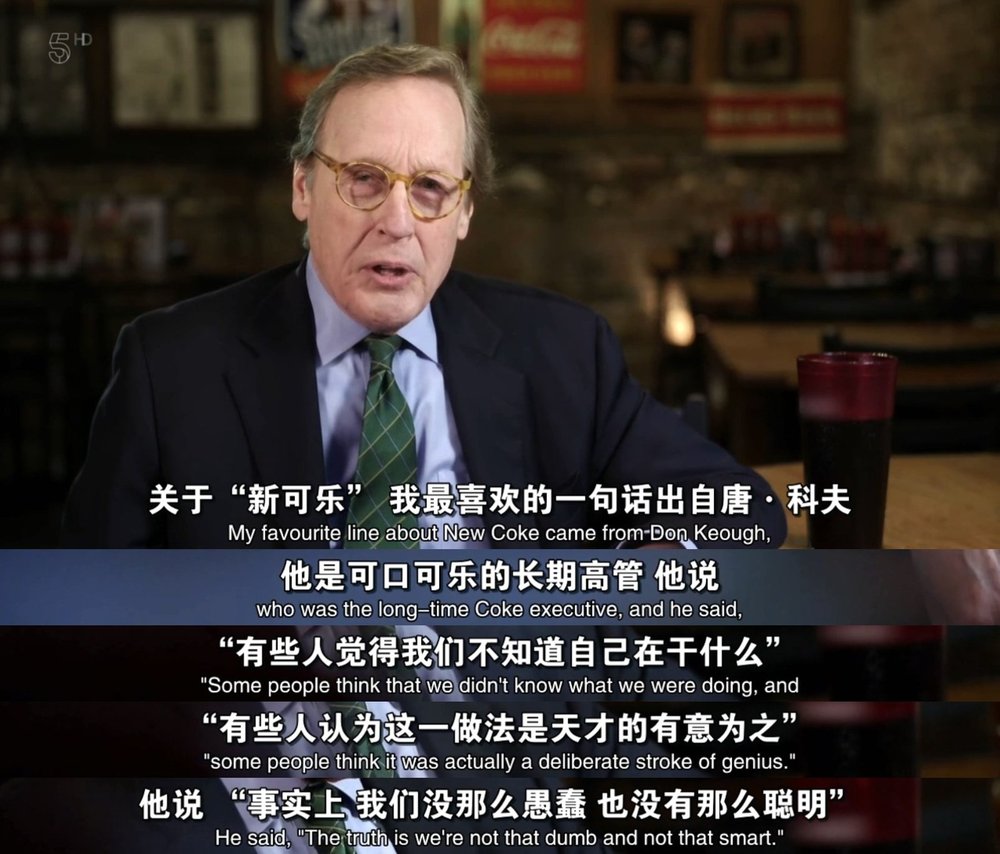 5 HD
Coca-Cola
关于“新可乐” 我最喜欢的一句话出自唐·科夫
My favourite line about New Coke came from Don Keough,
他是可口可乐的长期高管 他说
who was the long-time Coke executive, and he said,
“有些人觉得我们不知道自己在干什么”
"Some people think that we didn't know what we were doing, and
“有些人认为这一做法是天才的有意为之”
"some people think it was actually a deliberate stroke of genius."
他说 “事实上 我们没那么愚蠢 也没有那么聪明”
He said, "The truth is we're not that dumb and not that smart."